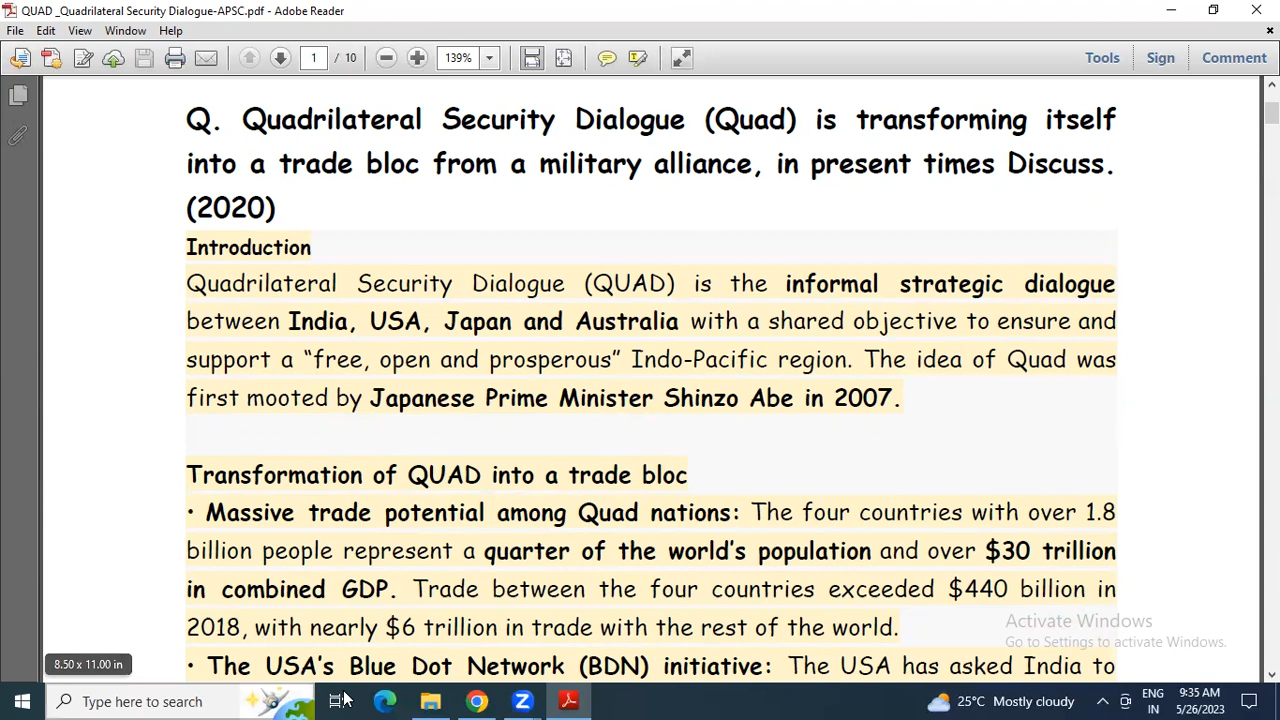 QUAD _Quadrilateral Security Dialogue-APSC.pdf - Adobe Reader
File Edit View Window Help
1 / 10 139% Tools Sign Comment
Q. Quadrilateral Security Dialogue (Quad) is transforming itself
into a trade bloc from a military alliance, in present times Discuss.
(2020)
Introduction
Quadrilateral Security Dialogue (QUAD) is the informal strategic dialogue
between India, USA, Japan and Australia with a shared objective to ensure and
support a “free, open and prosperous” Indo-Pacific region. The idea of Quad was
first mooted by Japanese Prime Minister Shinzo Abe in 2007.
Transformation of QUAD into a trade bloc
• Massive trade potential among Quad nations: The four countries with over 1.8
billion people represent a quarter of the world’s population and over $30 trillion
in combined GDP. Trade between the four countries exceeded $440 billion in
2018, with nearly $6 trillion in trade with the rest of the world.
• The USA’s Blue Dot Network (BDN) initiative: The USA has asked India to
Activate Windows
Go to Settings to activate Windows.
8.50 x 11.00 in
Type here to search
25°C Mostly cloudy
ENG
IN
9:35 AM
5/26/2023